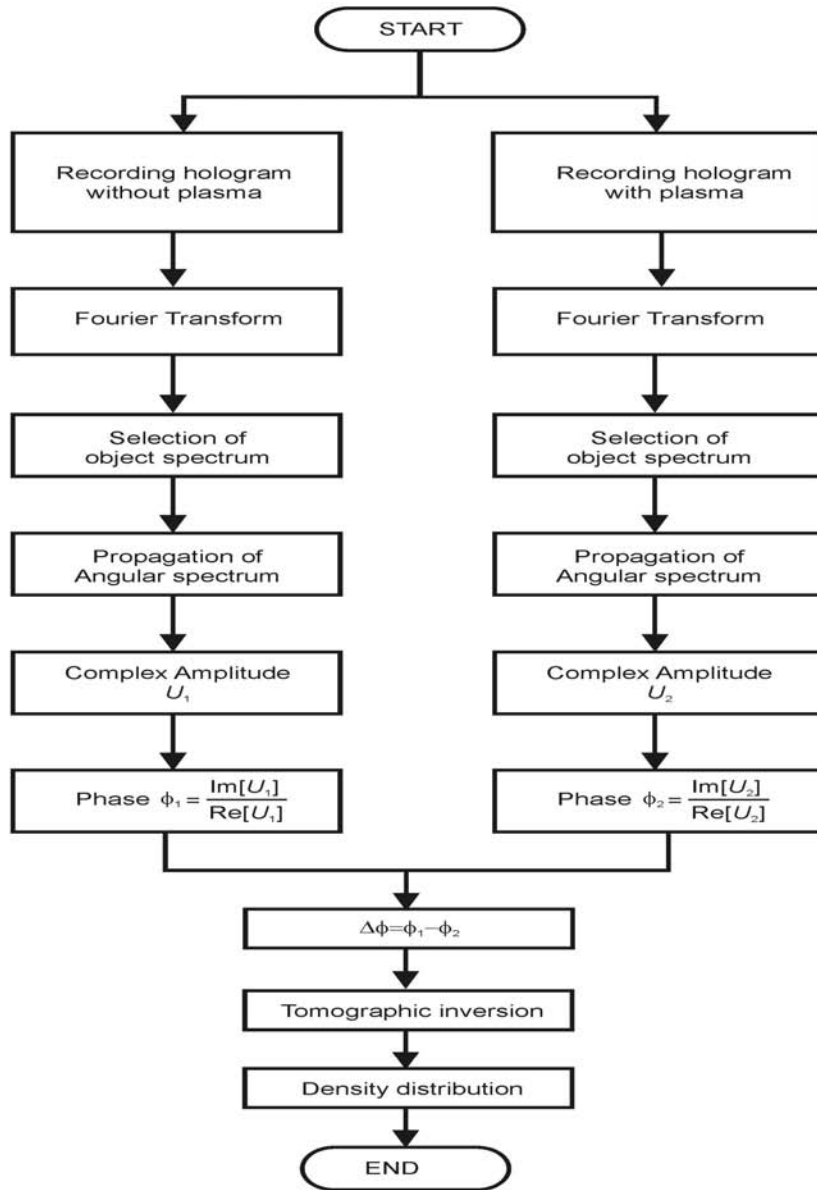 START
Recording hologram
without plasma
Fourier Transform
Selection of
object spectrum
Propagation of
Angular spectrum
Complex Amplitude
U₁
Phase ϕ₁ = Im[U₁] / Re[U₁]
Recording hologram
with plasma
Fourier Transform
Selection of
object spectrum
Propagation of
Angular spectrum
Complex Amplitude
U₂
Phase ϕ₂ = Im[U₂] / Re[U₂]
Δϕ=ϕ₁−ϕ₂
Tomographic inversion
Density distribution
END